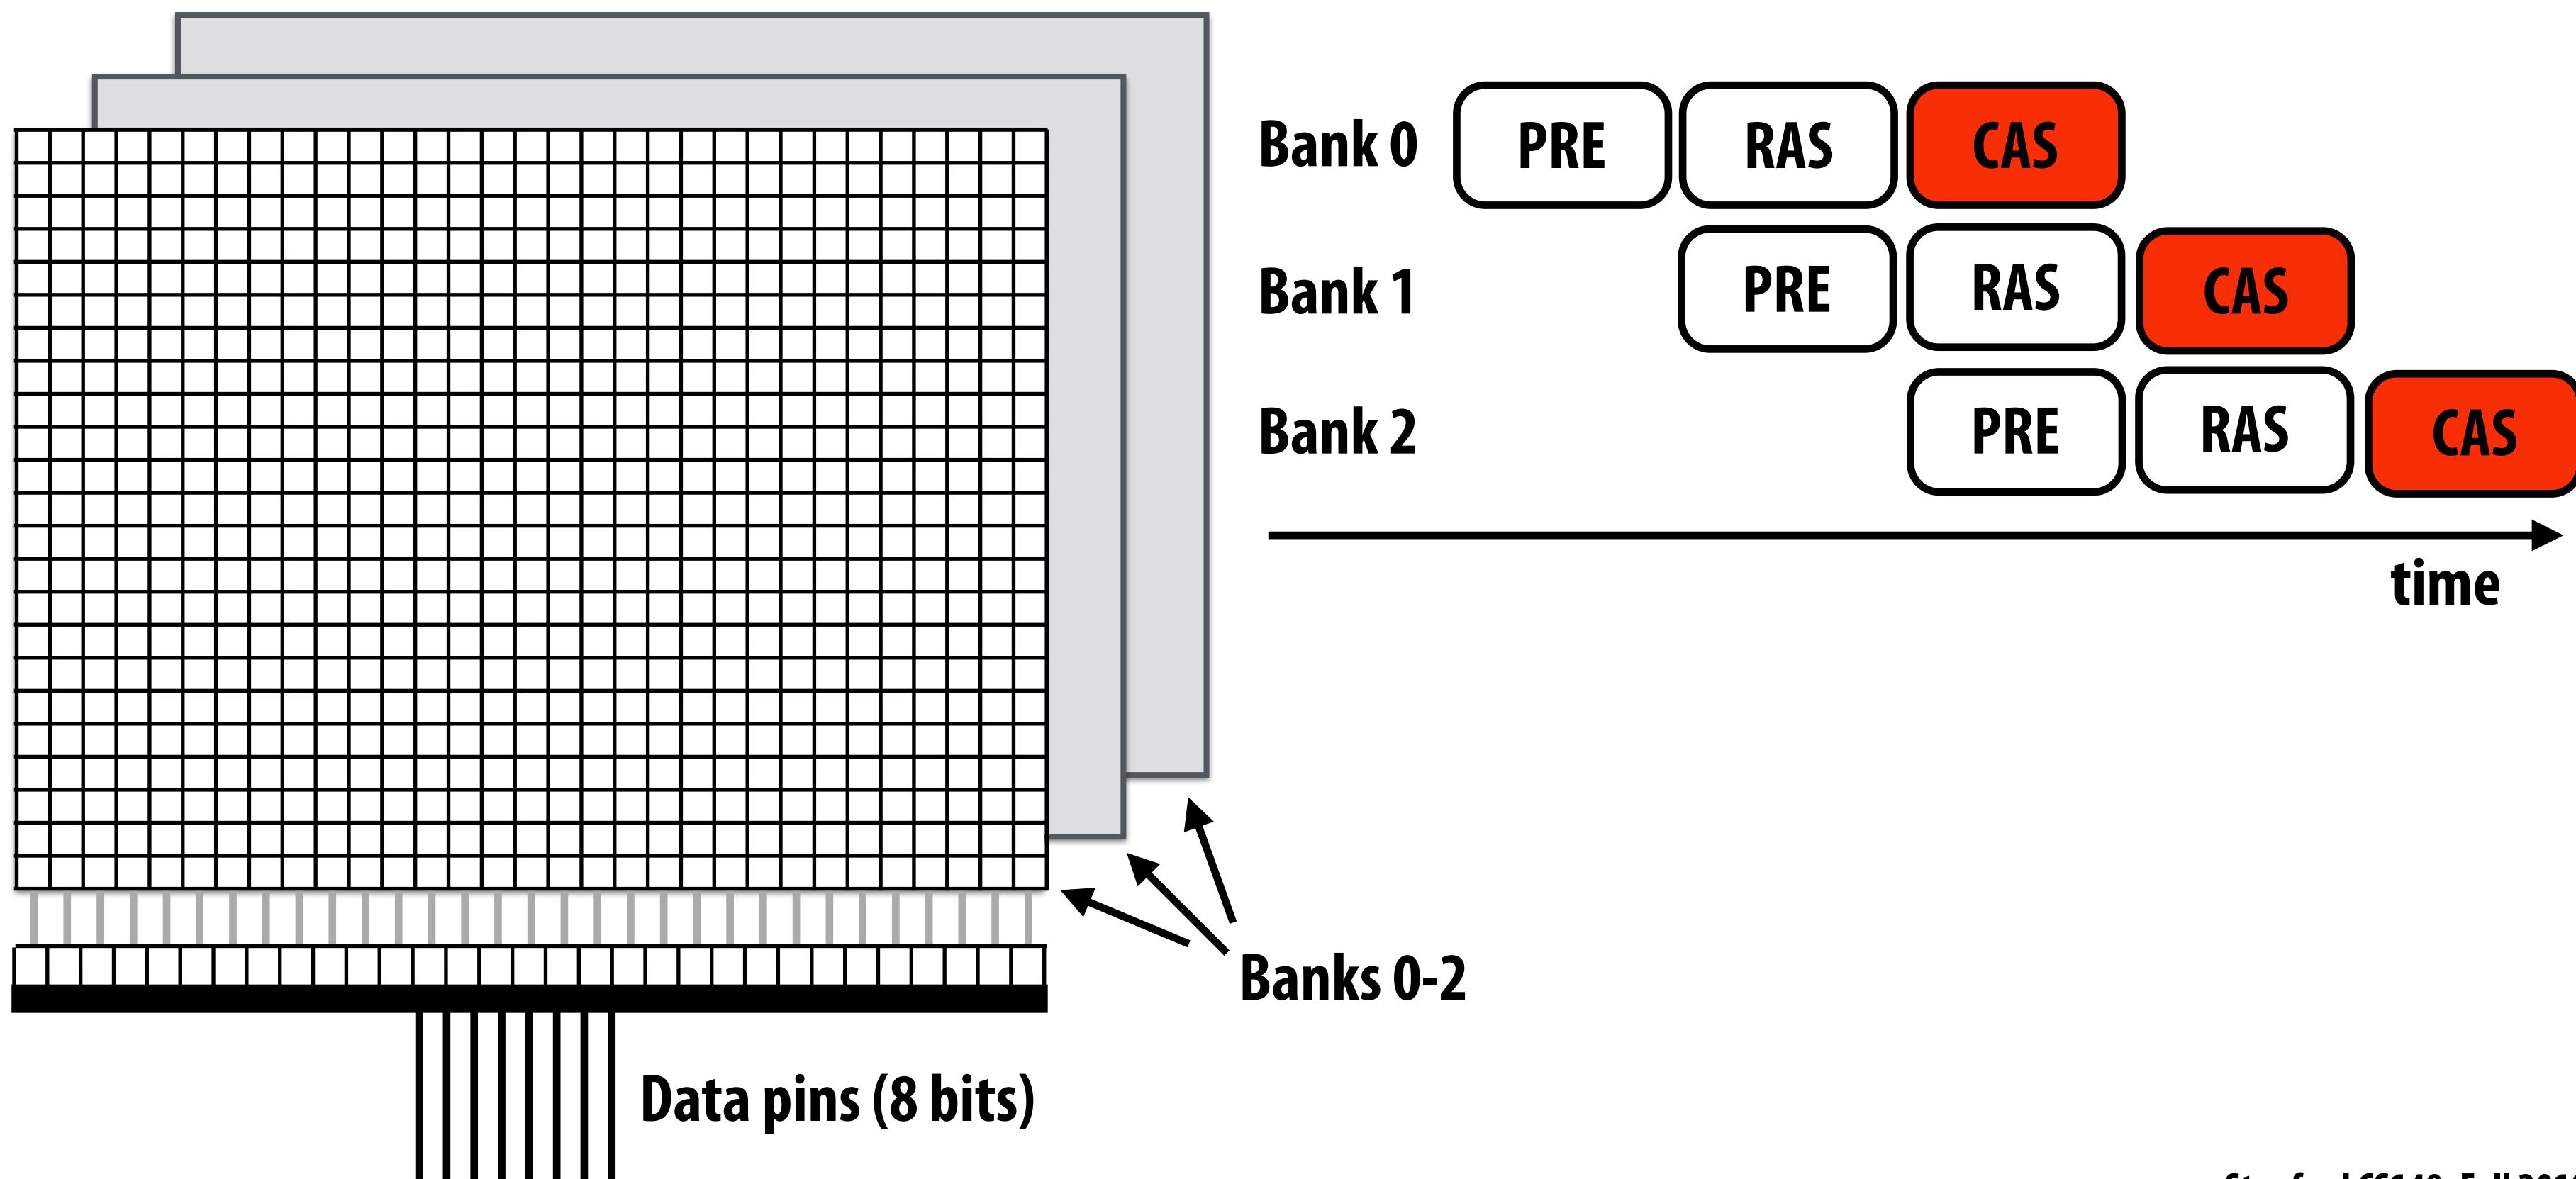 Bank 0 PRE RAS CAS
Bank 1 PRE RAS CAS
Bank 2 PRE RAS CAS
time
Banks 0-2
Data pins (8 bits)